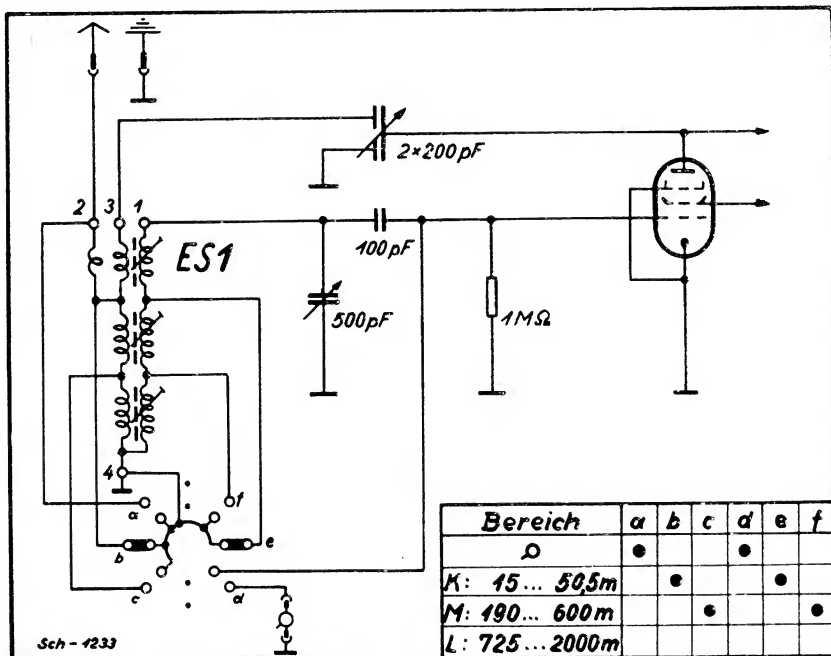 2×200pF
2 3 1
ES1
100pF
500pF
1MΩ
4
a f
b e
c d
Sch-1233
Bereich a b c d e f
K: 15...50,5m
M: 190...600m
L: 725...2000m